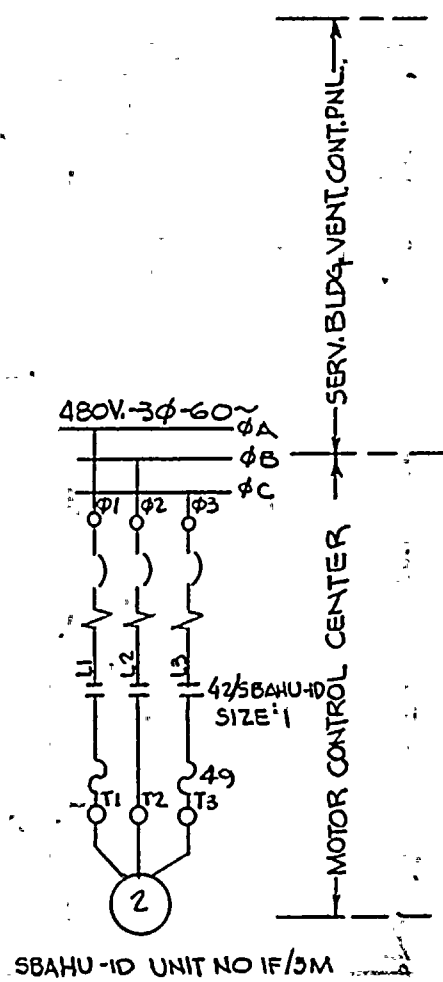 SERV. BLDG. VENT. CONT. PNL.
480V.-3Φ-60~
ΦA
ΦB
ΦC
Φ1 Φ2 Φ3
L1 L2 L3
42/SBAHU-1D
SIZE:1
49
T1 T2 T3
2
MOTOR CONTROL CENTER
SBAHU-1D UNIT NO 1F/3M